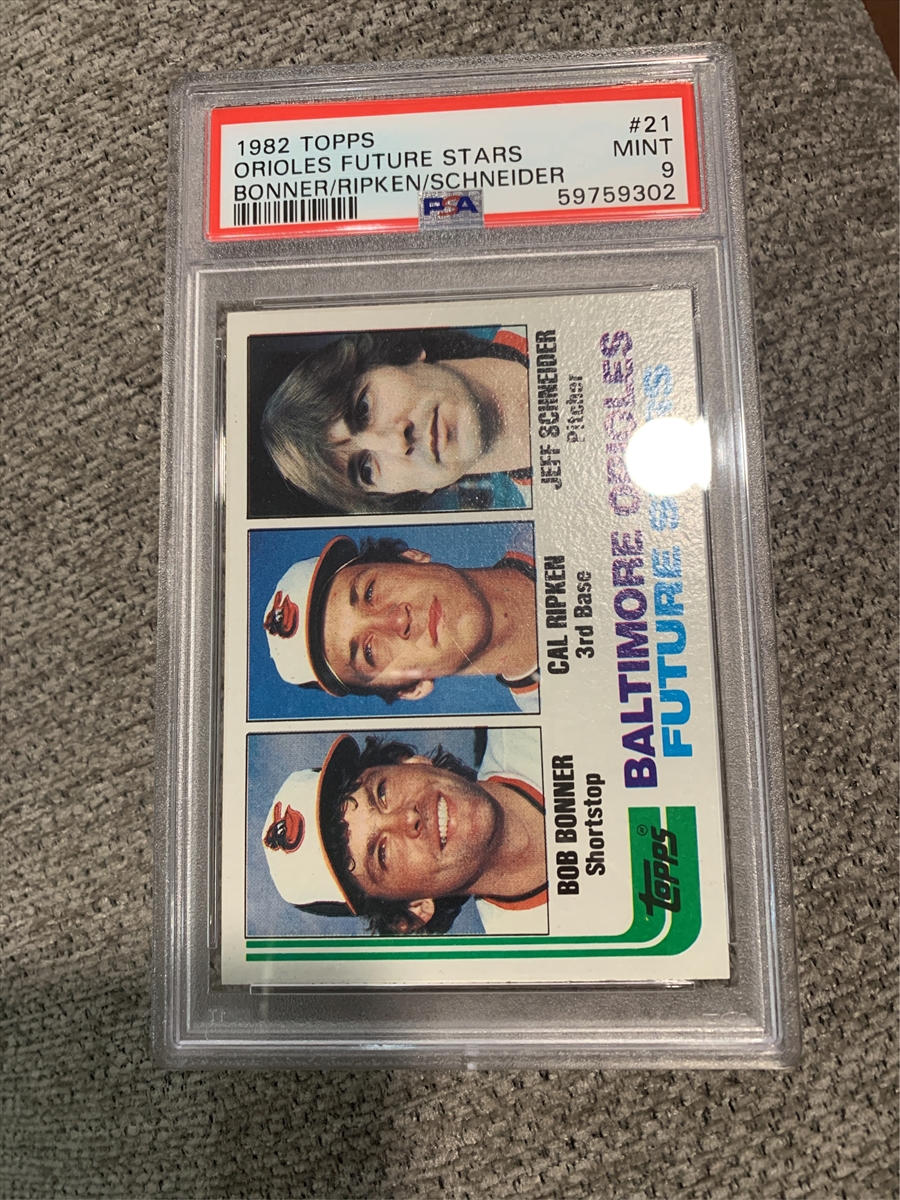 1982 TOPPS
ORIOLES FUTURE STARS
BONNER/RIPKEN/SCHNEIDER
#21
MINT
9
59759302
PSA
BOB BONNER
Shortstop
CAL RIPKEN
3rd Base
JEFF SCHNEIDER
Pitcher
TOPPS®
BALTIMORE ORIOLES
FUTURE